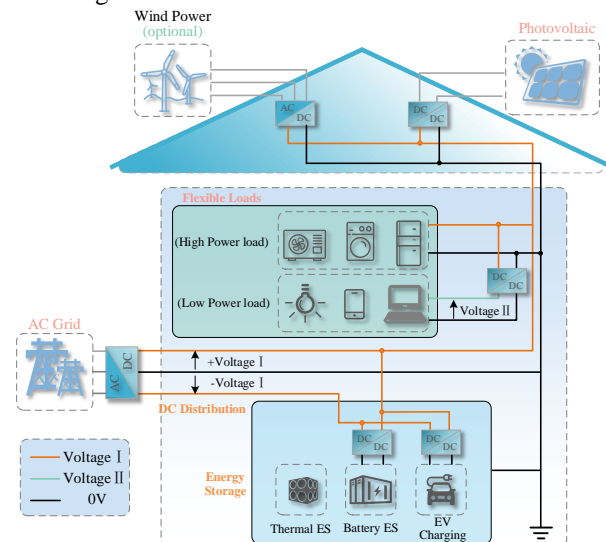 Wind Power
(optional)
Photovoltaic
AC
DC
DC
DC
Flexible Loads
(High Power load)
DC
DC
(Low Power load)
Voltage Ⅱ
AC Grid
AC
DC
+Voltage Ⅰ
-Voltage Ⅰ
DC Distribution
DC
DC
DC
DC
Voltage Ⅰ
Voltage Ⅱ
0V
Energy
Storage
Thermal ES
Battery ES
EV
Charging